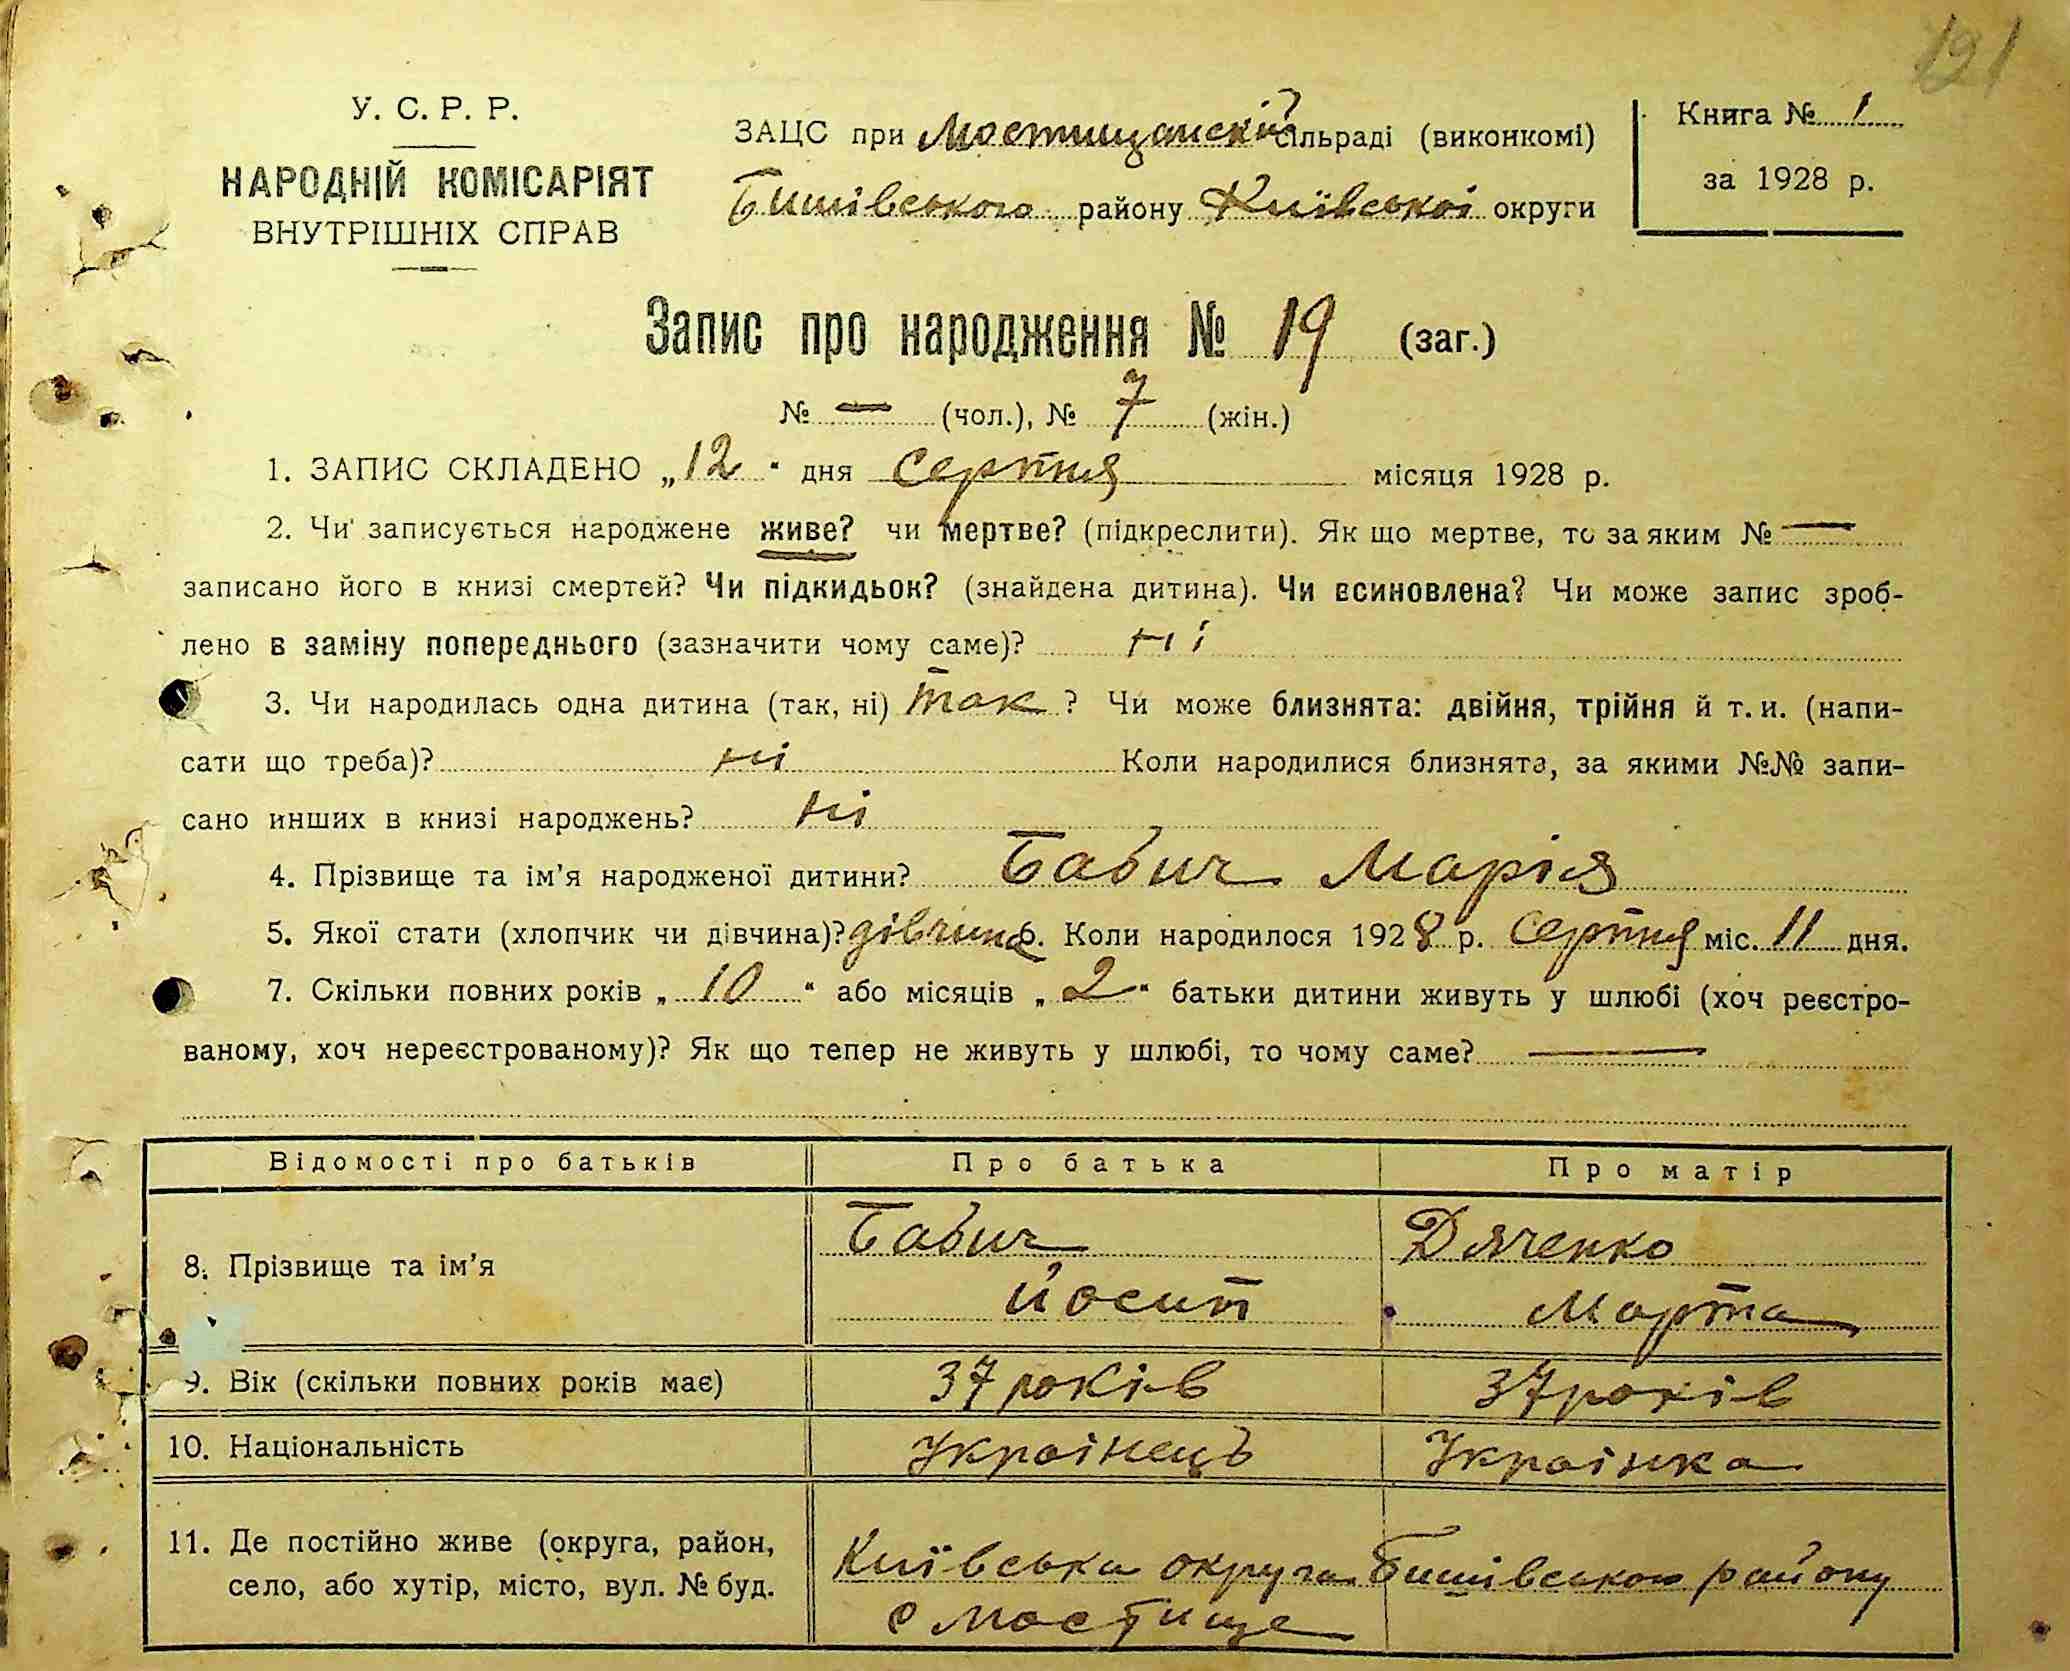 121
У. С. Р. Р.
НАРОДНІЙ КОМІСАРІЯТ
ВНУТРІШНІХ СПРАВ
ЗАЦС при Мостищанскій сільраді (виконкомі)
Бишівського району Київської округи
Книга № 1
за 1928 р.
Запис про народження № 19 (заг.)
№ — (чол.), № 7 (жін.)
1. ЗАПИС СКЛАДЕНО „12“ дня серпня місяця 1928 р.
2. Чи записується народжене живе? чи мертве? (підкреслити). Як що мертве, то за яким № —
записано його в книзі смертей? Чи підкидьок? (знайдена дитина). Чи всиновлена? Чи може запис зроб-
лено в заміну попереднього (зазначити чому саме)? ні
3. Чи народилась одна дитина (так, ні) так? Чи може близнята: двійня, трійня й т. и. (напи-
сати що треба)? ні Коли народилися близнята, за якими №№ запи-
сано инших в книзі народжень? ні
4. Прізвище та ім’я народженої дитини? Бабич Марія
5. Якої стати (хлопчик чи дівчина)? дівчина 6. Коли народилося 1928 р. серпня міс. 11 дня.
7. Скільки повних років „10“ або місяців „2“ батьки дитини живуть у шлюбі (хоч реєстро-
ваному, хоч нереєстрованому)? Як що тепер не живуть у шлюбі, то чому саме? —
Відомості про батьків Про батька Про матір
8. Прізвище та ім’я Бабич Дяченко
Йосип Марта
9. Вік (скільки повних років має) 37 років 37 років
10. Національність Українець Українка
11. Де постійно живе (округа, район, Київська округа Бишівського району
село, або хутір, місто, вул. № буд. с Мостище